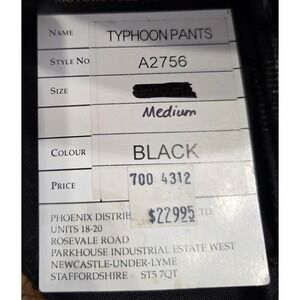 NAME TYPHOON PANTS
STYLE NO A2756
SIZE
Medium
COLOUR BLACK
PRICE 700 4312
$22995
PHOENIX DISTRIB TD.
UNITS 18-20
ROSEVALE ROAD
PARKHOUSE INDUSTRIAL ESTATE WEST
NEWCASTLE-UNDER-LYME
STAFFORDSHIRE ST5 7QT